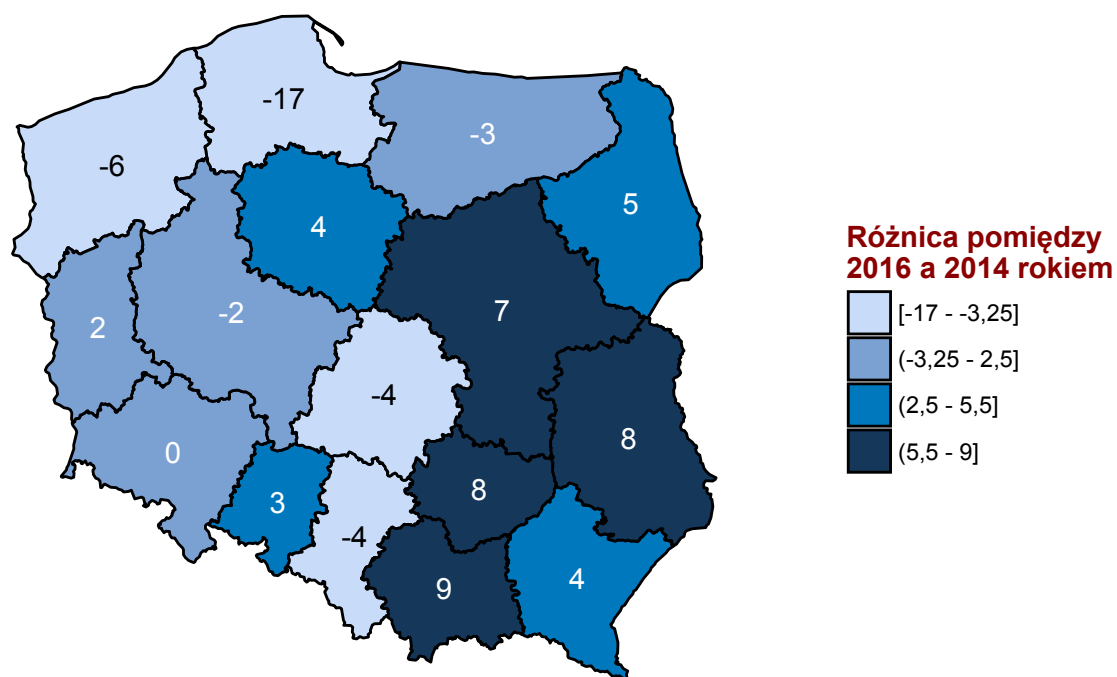 -17
-3
-6
5
4
7
2
-2
-4
8
0
8
3
-4
9
4
Różnica pomiędzy
2016 a 2014 rokiem
[-17 - -3,25]
(-3,25 - 2,5]
(2,5 - 5,5]
(5,5 - 9]